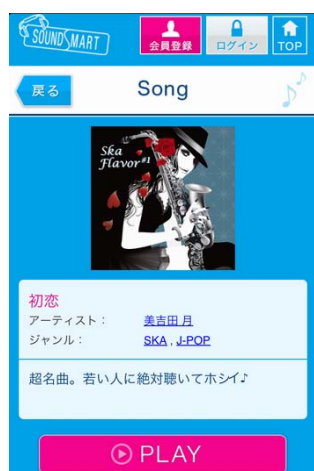 SOUND SMART
会員登録
ログイン
TOP
戻る
Song
Ska
Flavor#1
初恋
アーティスト： 美吉田 月
ジャンル： SKA , J-POP
超名曲。若い人に絶対聴いてホシイ♪
PLAY